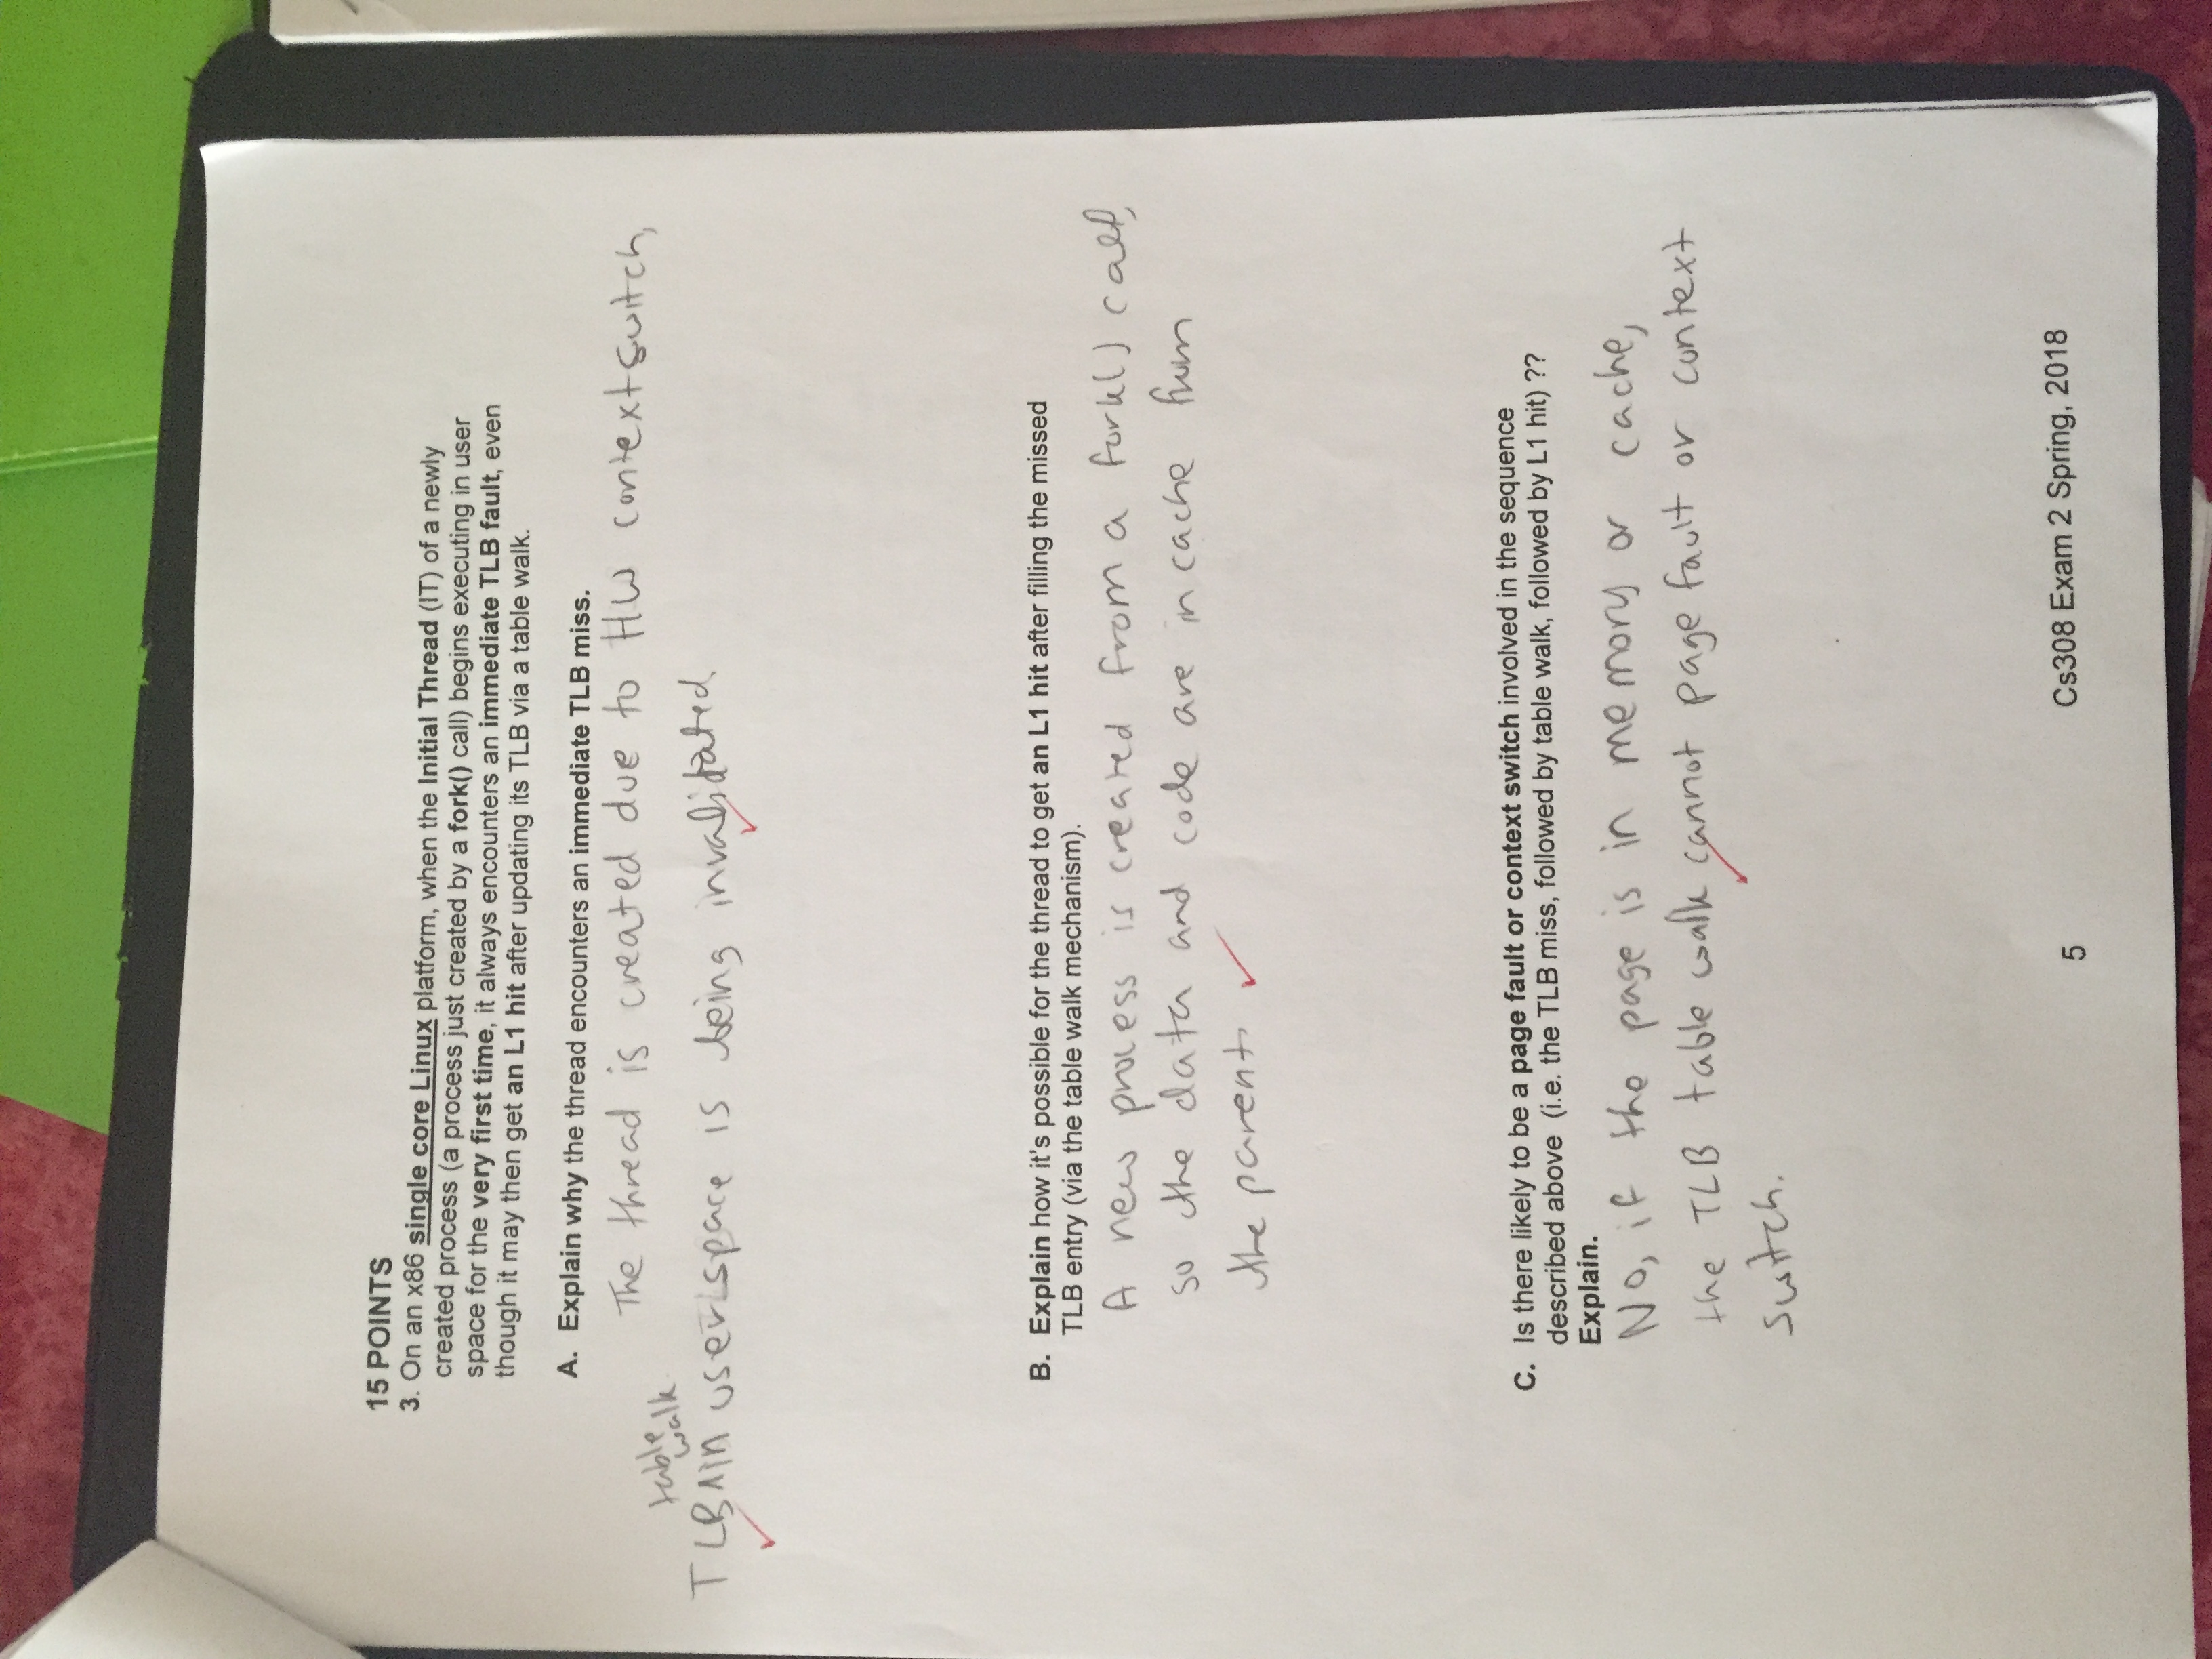 15 POINTS
3. On an x86 single core Linux platform, when the Initial Thread (IT) of a newly
created process (a process just created by a fork() call) begins executing in user
space for the very first time, it always encounters an immediate TLB fault, even
though it may then get an L1 hit after updating its TLB via a table walk.
A. Explain why the thread encounters an immediate TLB miss.
The thread is created due to HW context switch,
table
walk
TLB ∧ in user space is being invalidated
B. Explain how it's possible for the thread to get an L1 hit after filling the missed
TLB entry (via the table walk mechanism).
A new process is created from a fork() call,
so the data and code are in cache from
the parent.
C. Is there likely to be a page fault or context switch involved in the sequence
described above (i.e. the TLB miss, followed by table walk, followed by L1 hit) ??
Explain.
No, if the page is in memory or cache,
the TLB table walk cannot page fault or context
switch.
5
Cs308 Exam 2 Spring, 2018